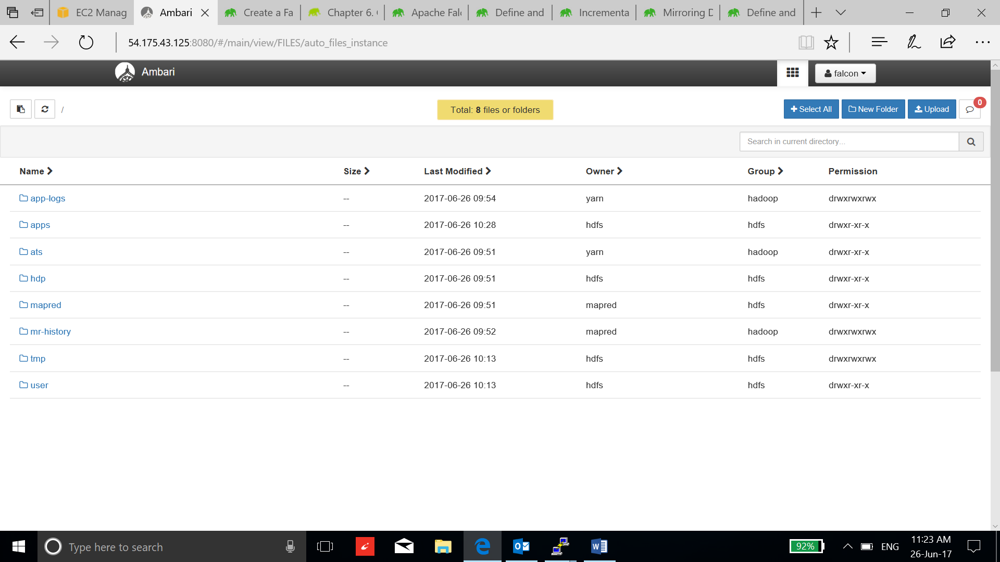 EC2 Manag
Ambari
Create a Fa
Chapter 6.
Apache Falc
Define and
Incrementa
Mirroring D
Define and
54.175.43.125:8080/#/main/view/FILES/auto_files_instance
Ambari
falcon
/
Total: 8 files or folders
Select All
New Folder
Upload
0
Search in current directory...
Name Size Last Modified Owner Group Permission
app-logs -- 2017-06-26 09:54 yarn hadoop drwxrwxrwx
apps -- 2017-06-26 10:28 hdfs hdfs drwxr-xr-x
ats -- 2017-06-26 09:51 yarn hadoop drwxr-xr-x
hdp -- 2017-06-26 09:51 hdfs hdfs drwxr-xr-x
mapred -- 2017-06-26 09:51 mapred hdfs drwxr-xr-x
mr-history -- 2017-06-26 09:52 mapred hadoop drwxrwxrwx
tmp -- 2017-06-26 10:13 hdfs hdfs drwxrwxrwx
user -- 2017-06-26 10:13 hdfs hdfs drwxr-xr-x
Type here to search
92%
ENG
11:23 AM
26-Jun-17